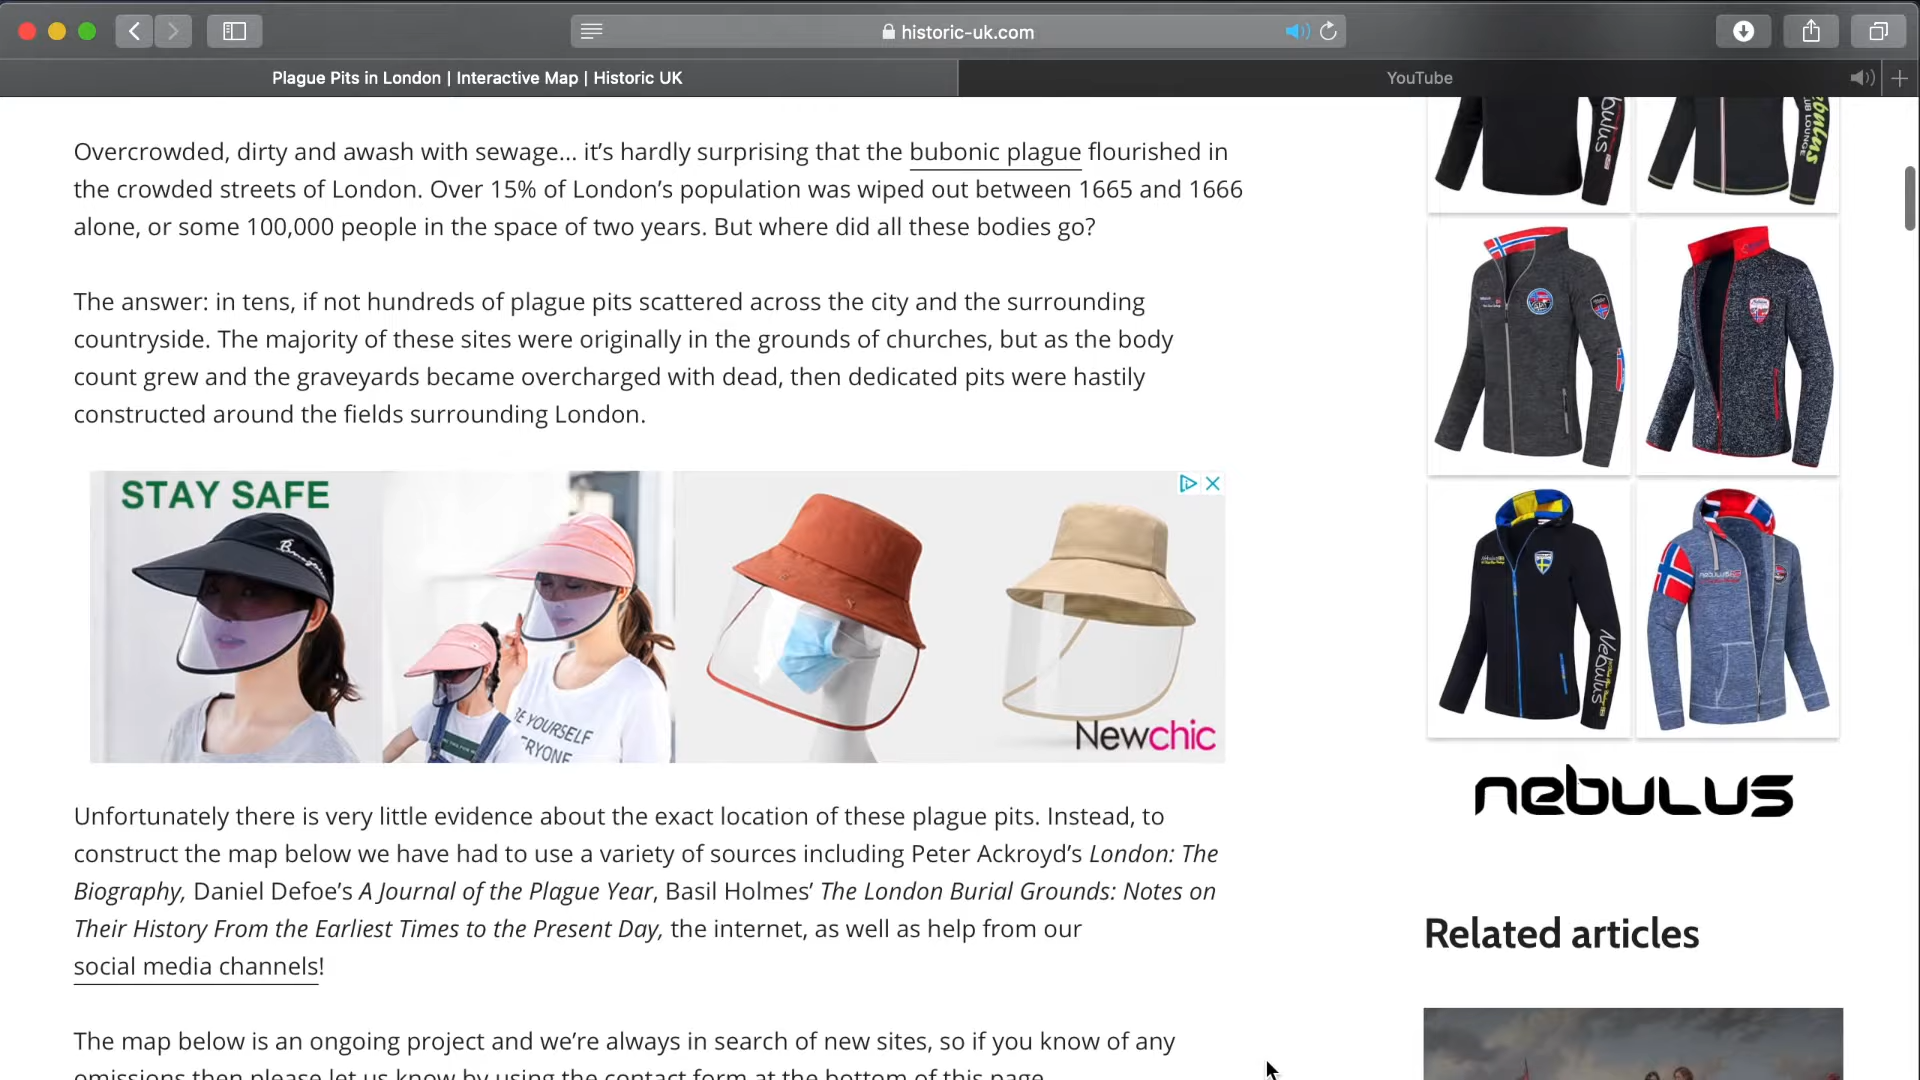 historic-uk.com
Plague Pits in London | Interactive Map | Historic UK
YouTube
Overcrowded, dirty and awash with sewage... it’s hardly surprising that the bubonic plague flourished in
the crowded streets of London. Over 15% of London’s population was wiped out between 1665 and 1666
alone, or some 100,000 people in the space of two years. But where did all these bodies go?
The answer: in tens, if not hundreds of plague pits scattered across the city and the surrounding
countryside. The majority of these sites were originally in the grounds of churches, but as the body
count grew and the graveyards became overcharged with dead, then dedicated pits were hastily
constructed around the fields surrounding London.
STAY SAFE
BE YOURSELF
Newchic
Unfortunately there is very little evidence about the exact location of these plague pits. Instead, to
construct the map below we have had to use a variety of sources including Peter Ackroyd’s London: The
Biography, Daniel Defoe’s A Journal of the Plague Year, Basil Holmes’ The London Burial Grounds: Notes on
Their History From the Earliest Times to the Present Day, the internet, as well as help from our
social media channels!
The map below is an ongoing project and we’re always in search of new sites, so if you know of any
omissions then please let us know by using the contact form at the bottom of this page.
Nebulus
NEBULUS
nebulus
Related articles